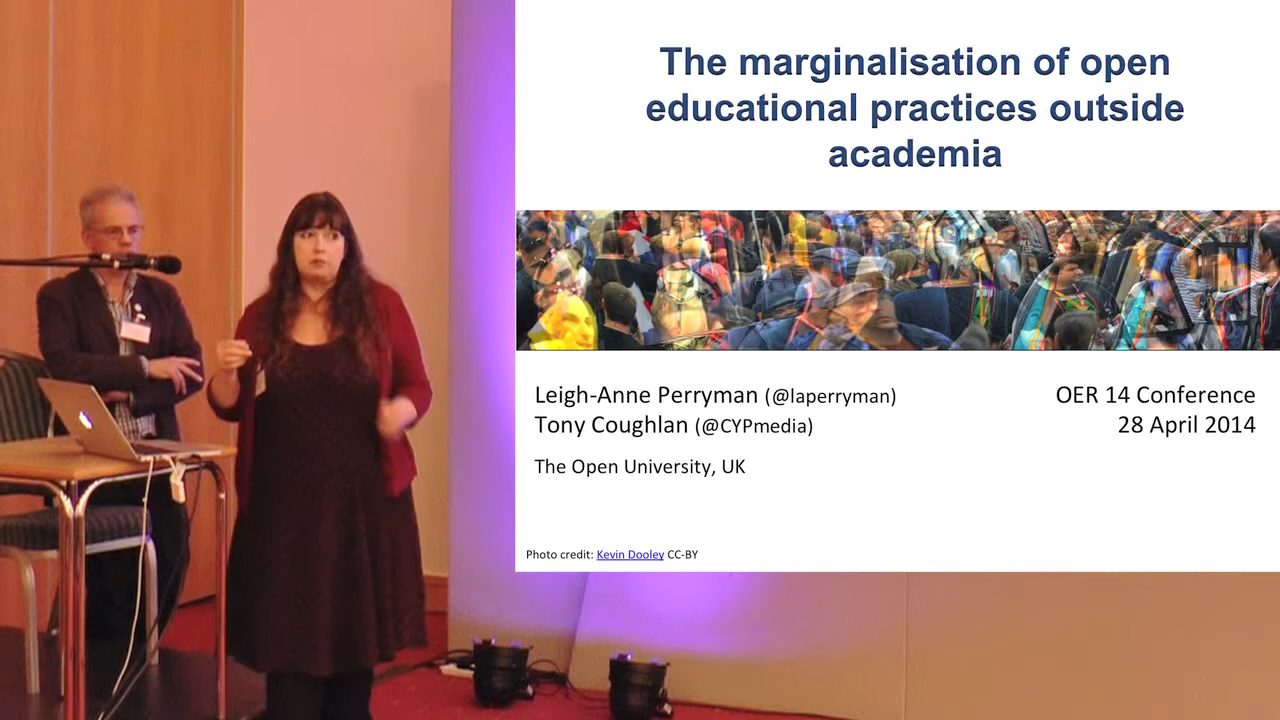 The marginalisation of open
educational practices outside
academia
Leigh-Anne Perryman (@laperryman)
Tony Coughlan (@CYPmedia)
The Open University, UK
OER 14 Conference
28 April 2014
Photo credit: Kevin Dooley CC-BY